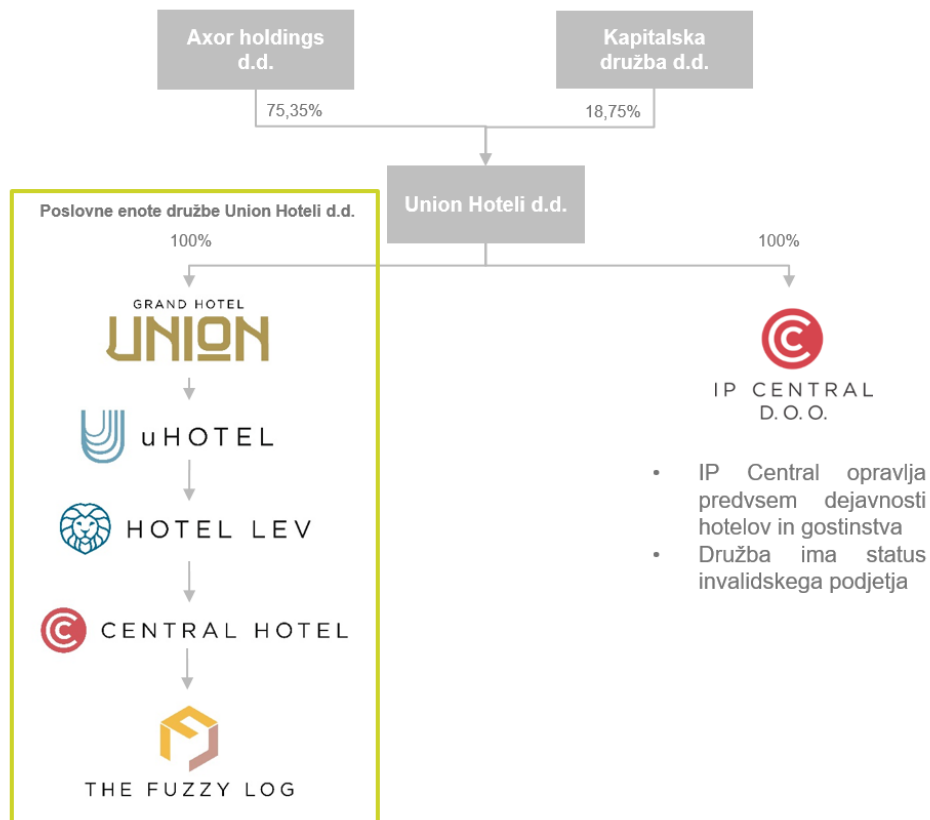 Axor holdings
d.d.
Kapitalska
družba d.d.
75,35%
18,75%
Union Hoteli d.d.
Poslovne enote družbe Union Hoteli d.d.
100%
100%
GRAND HOTEL
UNION
uHOTEL
HOTEL LEV
CENTRAL HOTEL
THE FUZZY LOG
IP CENTRAL
D.O.O.
• IP Central opravlja
predvsem dejavnosti
hotelov in gostinstva
• Družba ima status
invalidskega podjetja